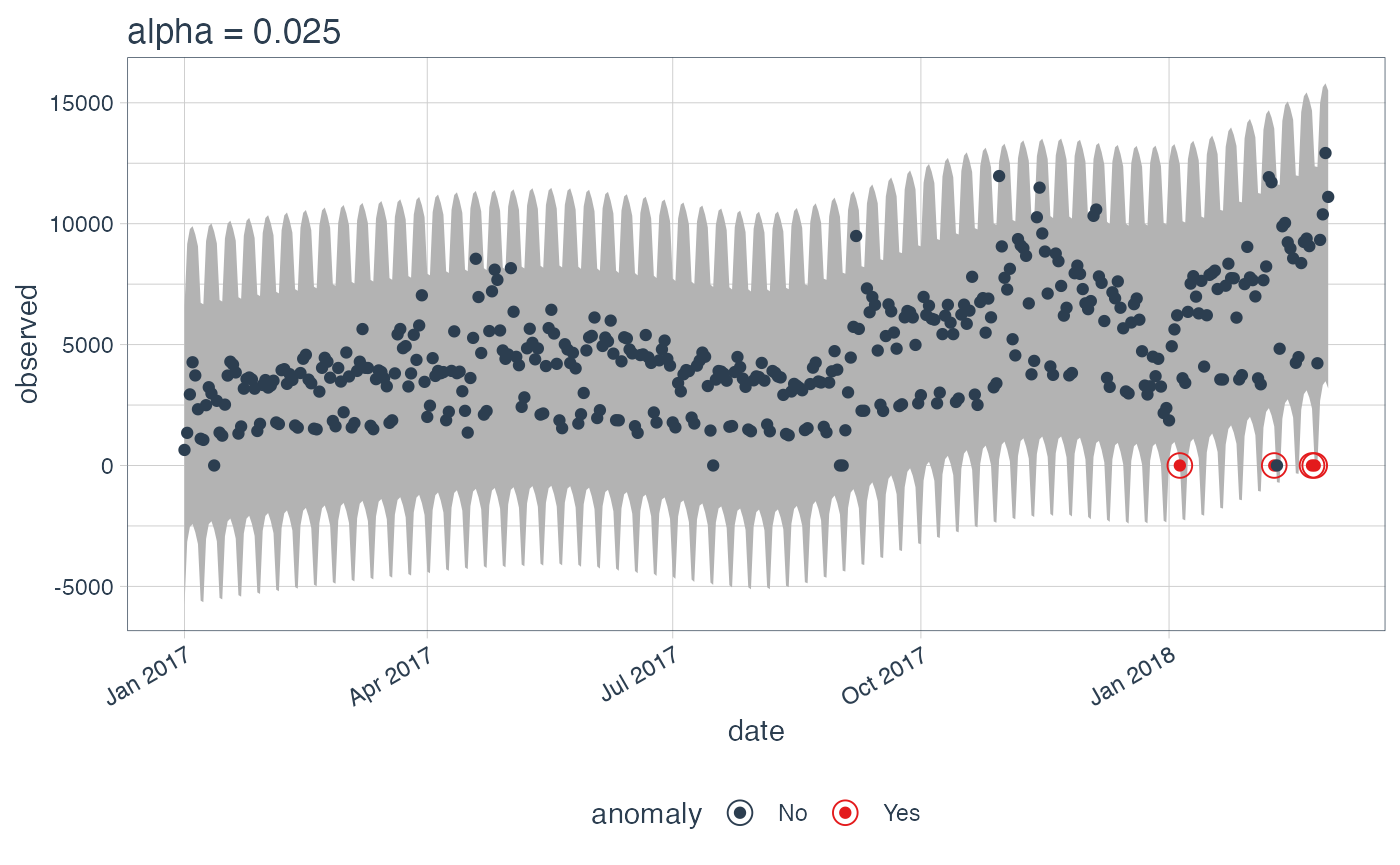 alpha = 0.025
observed
15000
10000
5000
0
-5000
Jan 2017
Apr 2017
Jul 2017
Oct 2017
Jan 2018
date
anomaly No Yes